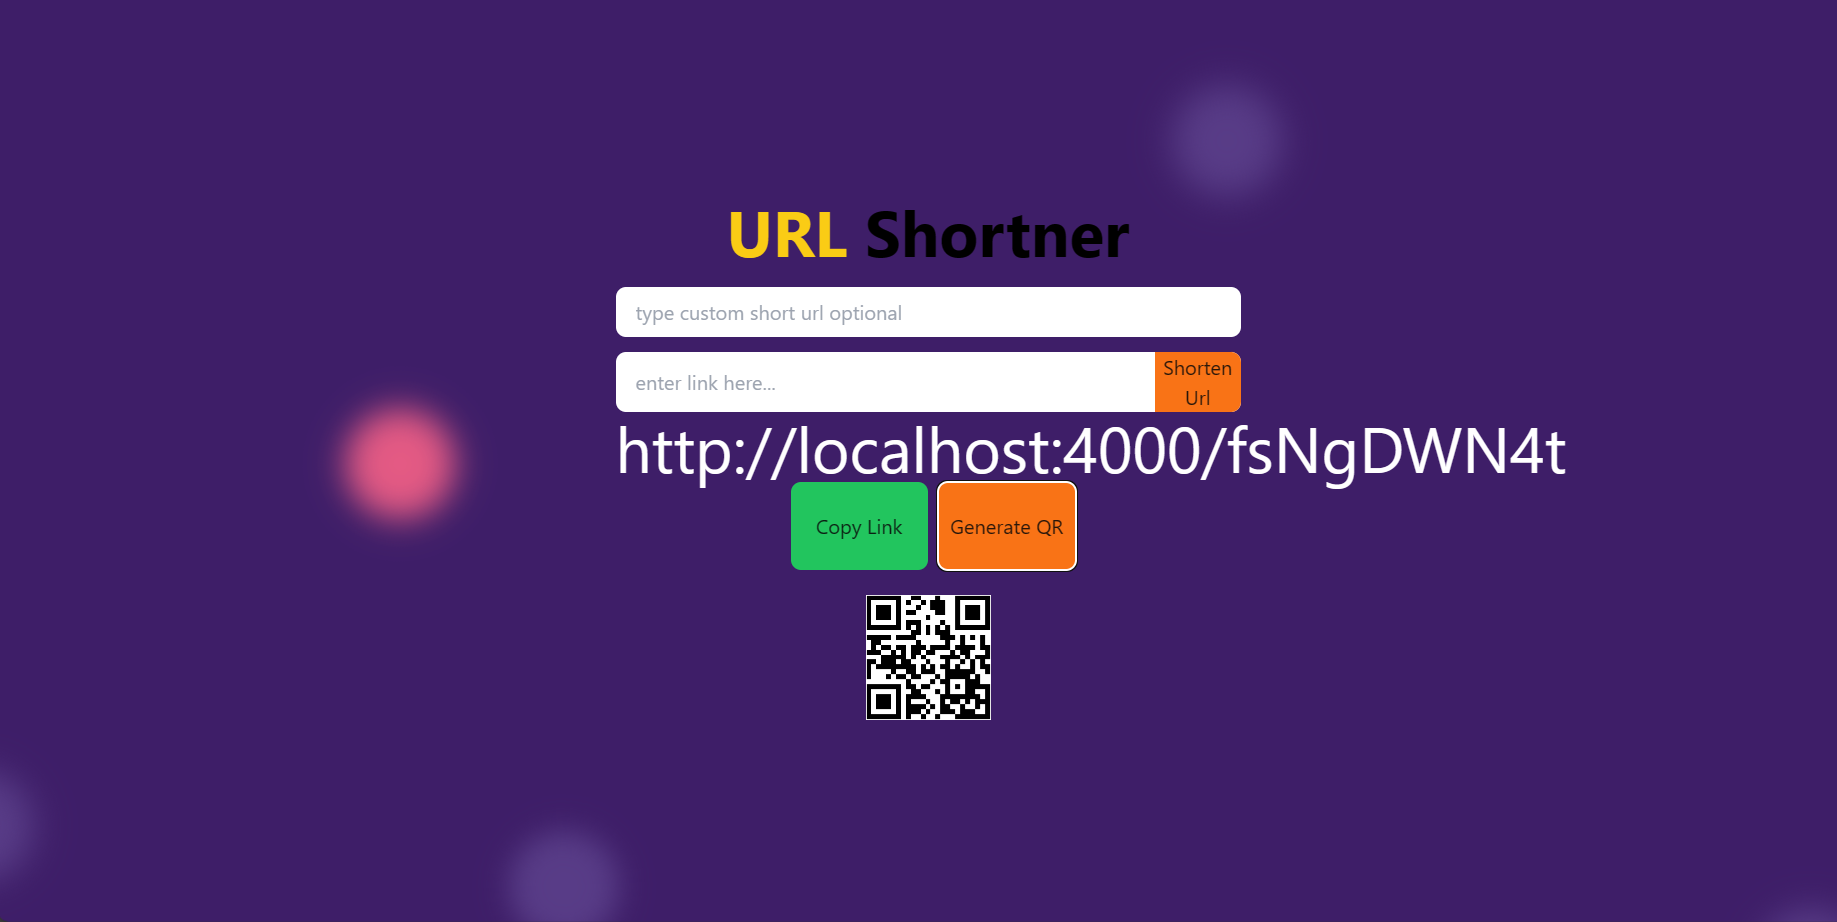 URL Shortner
type custom short url optional
enter link here...
Shorten
Url
http://localhost:4000/fsNgDWN4t
Copy Link
Generate QR